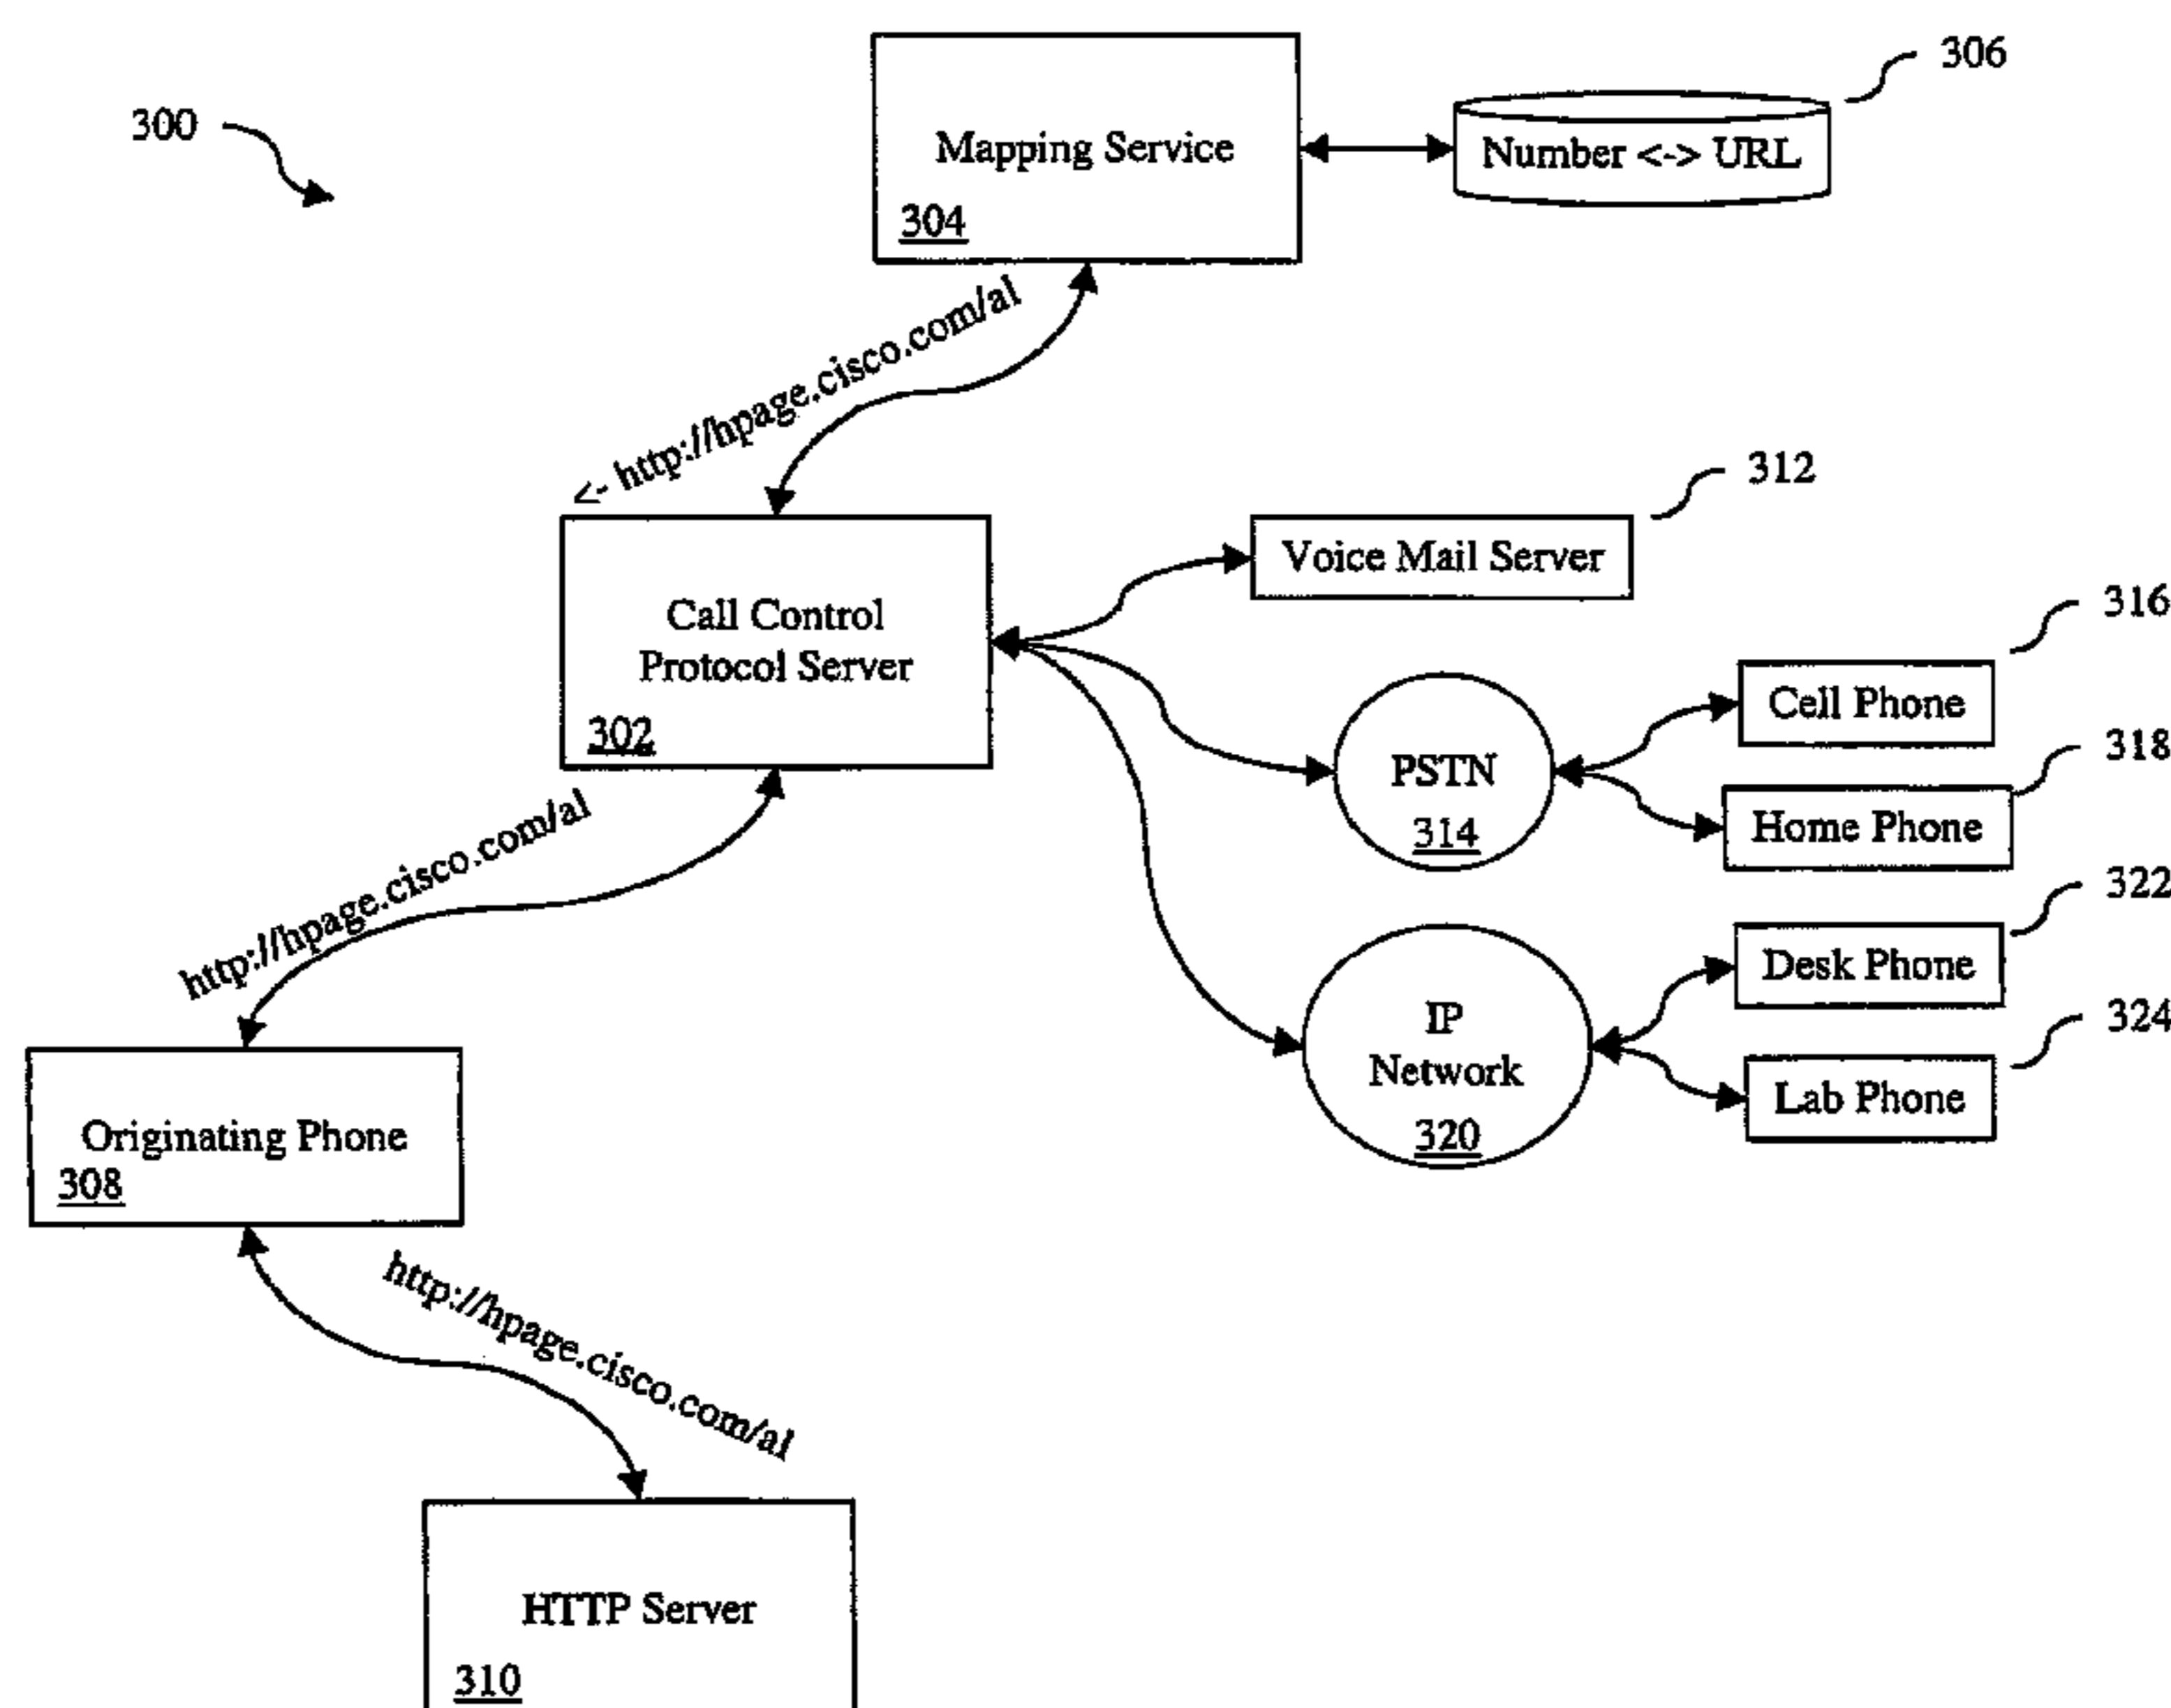 300
Mapping Service
304
306
Number <-> URL
<- http://hpage.cisco.com/al
312
Voice Mail Server
Call Control
Protocol Server
302
316
Cell Phone
PSTN
314
318
Home Phone
http://hpage.cisco.com/al
322
Desk Phone
IP
Network
320
324
Lab Phone
Originating Phone
308
http://hpage.cisco.com/al
HTTP Server
310